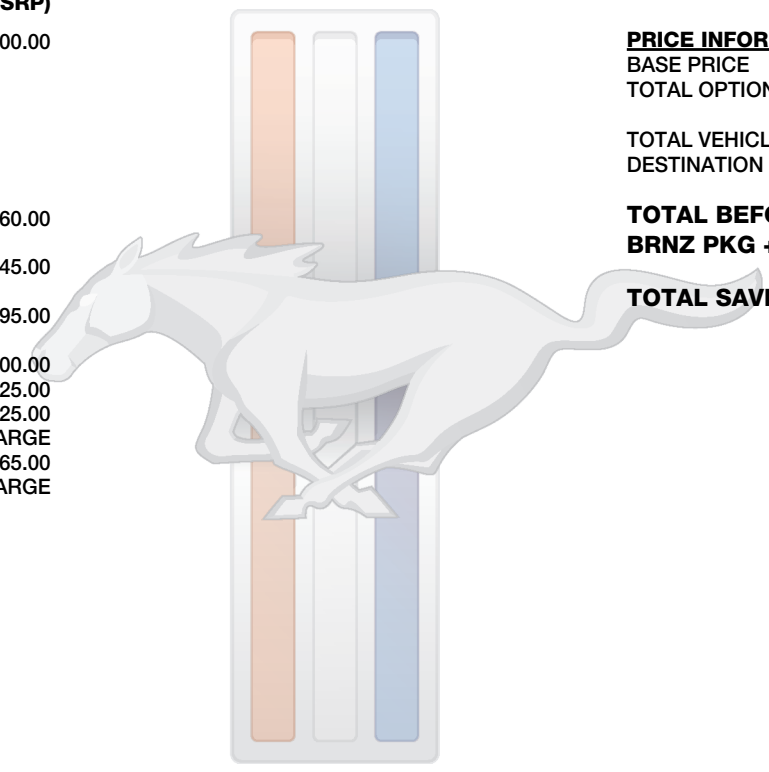 SRP)
00.00
60.00
45.00
95.00
00.00
25.00
25.00
ARGE
65.00
ARGE
PRICE INFOR
BASE PRICE
TOTAL OPTION
TOTAL VEHICL
DESTINATION
TOTAL BEFO
BRNZ PKG +
TOTAL SAVI